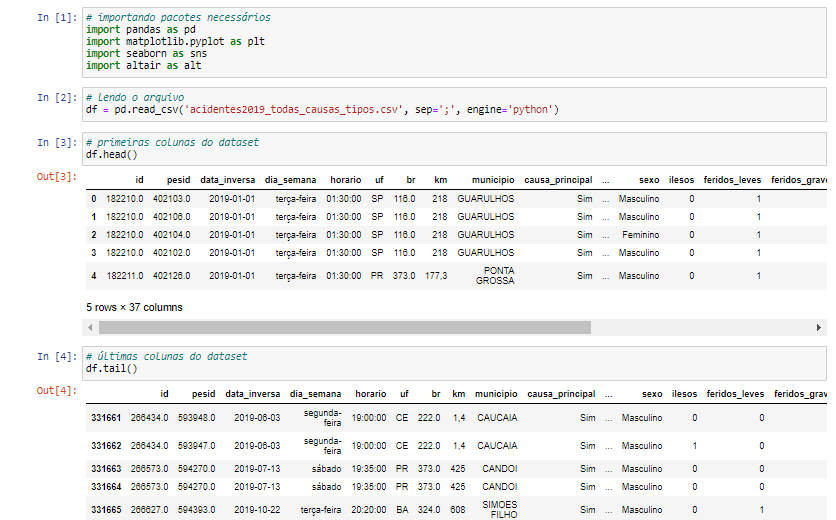 In [1]: # importando pacotes necessários
import pandas as pd
import matplotlib.pyplot as plt
import seaborn as sns
import altair as alt
In [2]: # lendo o arquivo
df = pd.read_csv('acidentes2019_todas_causas_tipos.csv', sep=';', engine='python')
In [3]: # primeiras colunas do dataset
df.head()
Out[3]:
id pesid data_inversa dia_semana horario uf br km municipio causa_principal ... sexo ilesos feridos_leves feridos_grav
0 182210.0 402103.0 2019-01-01 terça-feira 01:30:00 SP 116.0 218 GUARULHOS Sim ... Masculino 0 1
1 182210.0 402106.0 2019-01-01 terça-feira 01:30:00 SP 116.0 218 GUARULHOS Sim ... Masculino 0 1
2 182210.0 402104.0 2019-01-01 terça-feira 01:30:00 SP 116.0 218 GUARULHOS Sim ... Feminino 0 1
3 182210.0 402102.0 2019-01-01 terça-feira 01:30:00 SP 116.0 218 GUARULHOS Sim ... Masculino 0 1
4 182211.0 402126.0 2019-01-01 terça-feira 01:30:00 PR 373.0 177,3 PONTA GROSSA Sim ... Masculino 0 1
5 rows × 37 columns
In [4]: # últimas colunas do dataset
df.tail()
Out[4]:
id pesid data_inversa dia_semana horario uf br km municipio causa_principal ... sexo ilesos feridos_leves feridos_grav
331661 266434.0 593948.0 2019-06-03 segunda-feira 19:00:00 CE 222.0 1,4 CAUCAIA Sim ... Masculino 0 0
331662 266434.0 593947.0 2019-06-03 segunda-feira 19:00:00 CE 222.0 1,4 CAUCAIA Sim ... Masculino 1 0
331663 266573.0 594270.0 2019-07-13 sábado 19:35:00 PR 373.0 425 CANDOI Sim ... Masculino 0 0
331664 266573.0 594270.0 2019-07-13 sábado 19:35:00 PR 373.0 425 CANDOI Sim ... Masculino 0 0
331665 266627.0 594393.0 2019-10-22 terça-feira 20:20:00 BA 324.0 608 SIMOES FILHO Sim ... Masculino 0 1